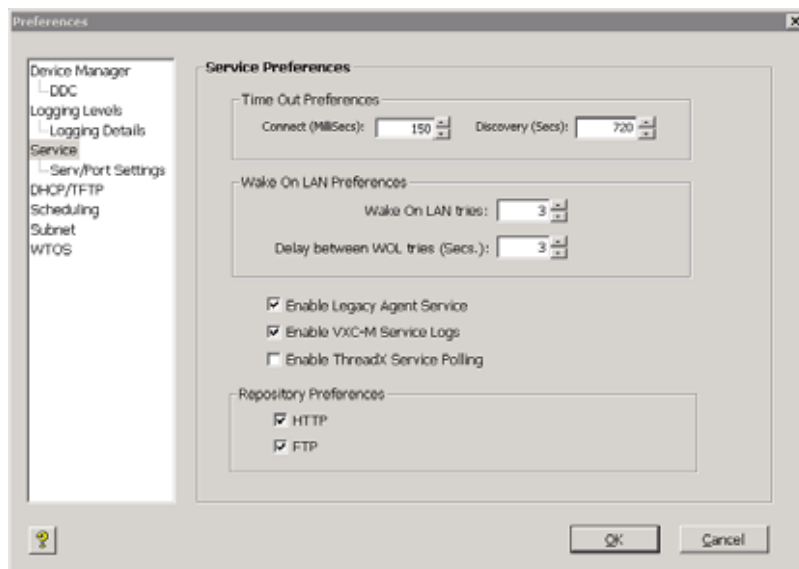 Preferences
Device Manager
DDC
Logging Levels
Logging Details
Service
Serv/Port Settings
DHCP/TFTP
Scheduling
Subnet
WTOS
Service Preferences
Time Out Preferences
Connect (MilliSecs): 150 Discovery (Secs): 720
Wake On LAN Preferences
Wake On LAN tries: 3
Delay between WOL tries (Secs.): 3
Enable Legacy Agent Service
Enable VXC-M Service Logs
Enable ThreadX Service Polling
Repository Preferences
HTTP
FTP
? OK Cancel